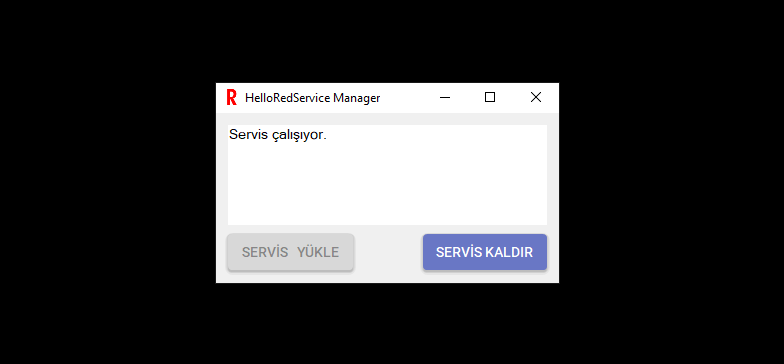 R HelloRedService Manager
Servis çalışıyor.
SERVİS YÜKLE
SERVİS KALDIR